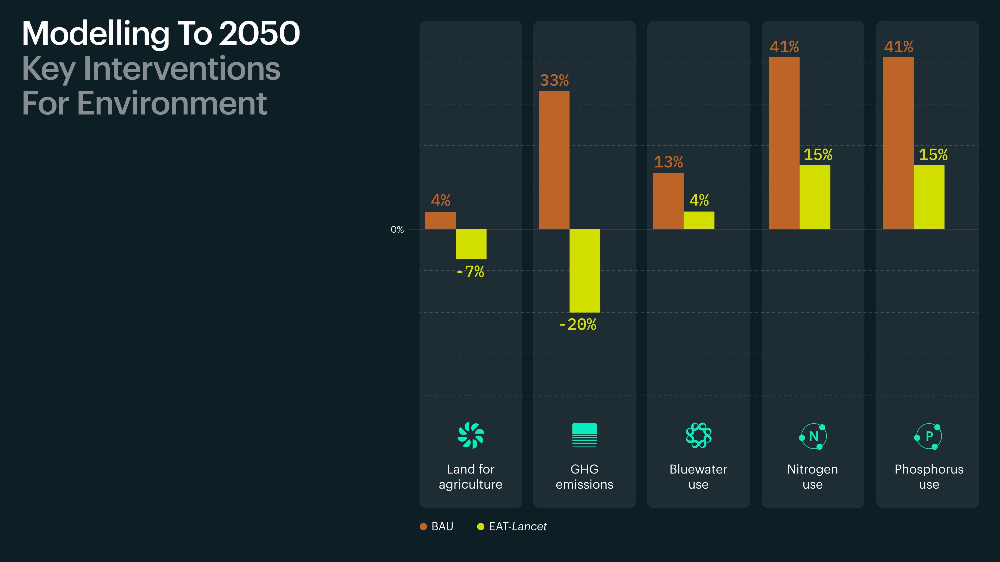 Modelling To 2050
Key Interventions
For Environment
41%
41%
33%
15%
15%
13%
4%
4%
0%
-7%
-20%
N
P
Land for
agriculture
GHG
emissions
Bluewater
use
Nitrogen
use
Phosphorus
use
BAU
EAT-Lancet